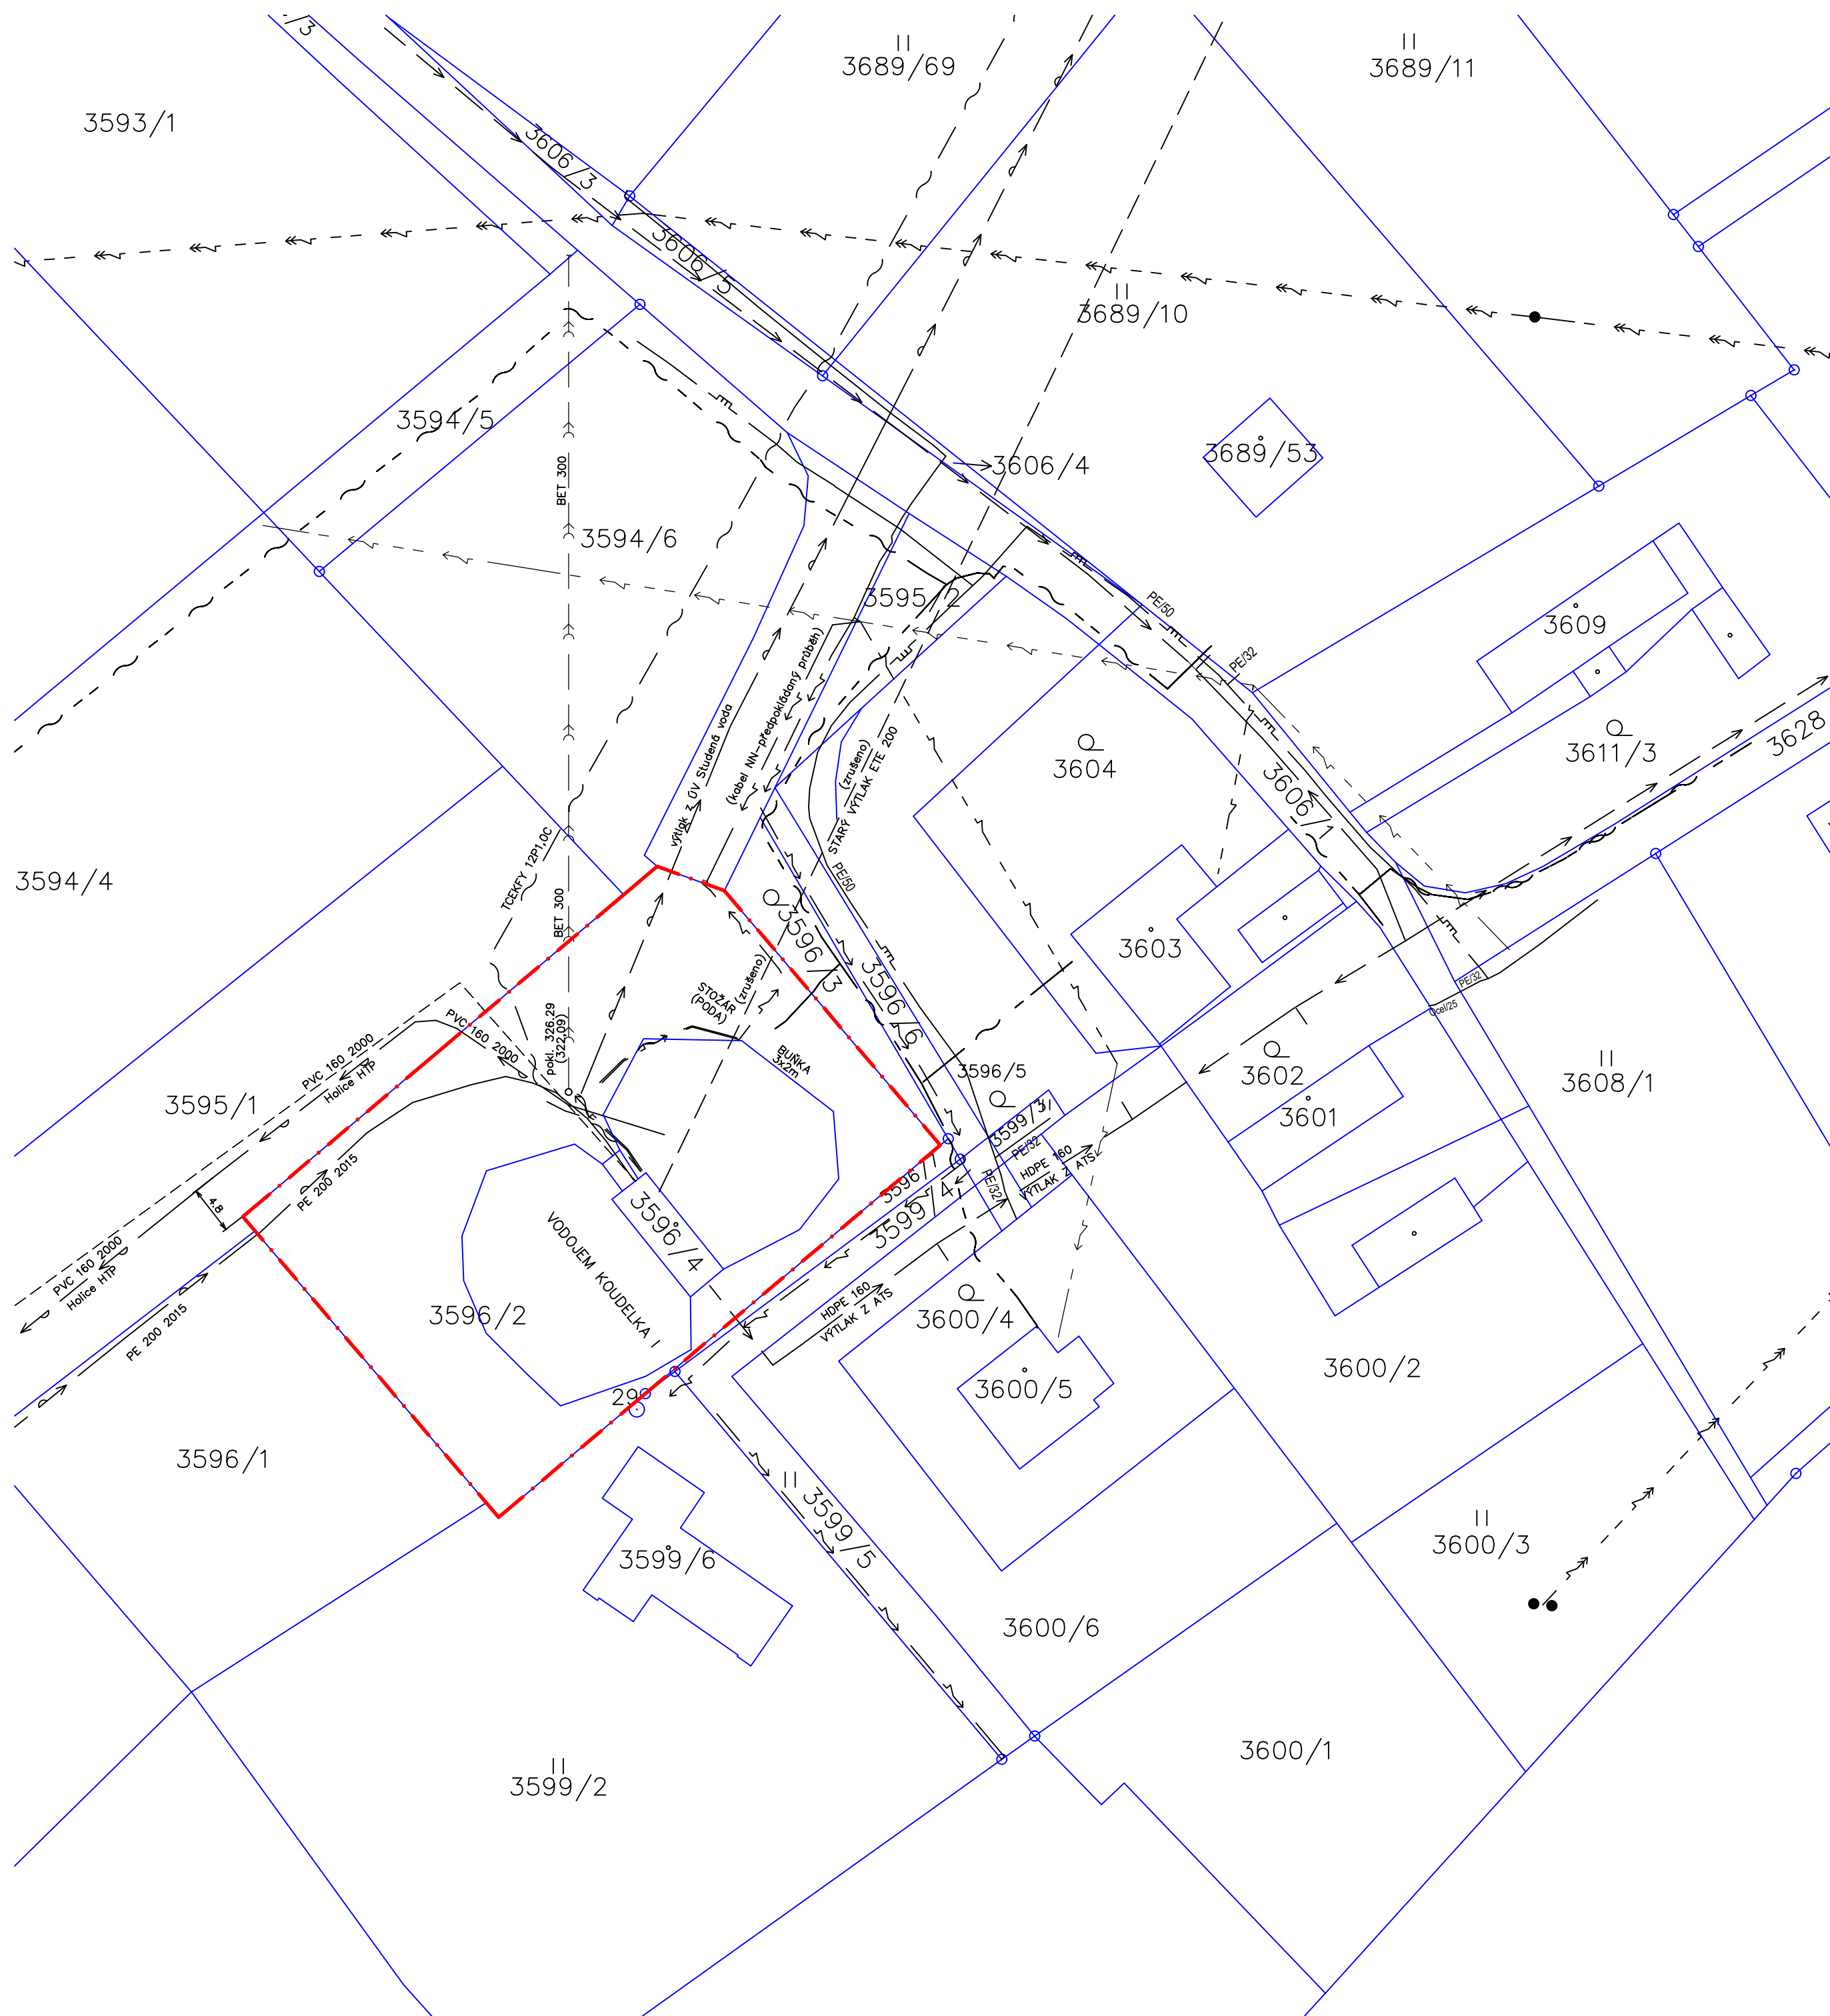 /3
3689/69
3689/11
3593/1
3606/3
3606/5
3689/10
3594/5
3606/4
3689/53
BET 300
3594/6
3595 2
PE/50
3609
PE/32
(kabel NN-předpokládaný průběh)
výtlak z ÚV Studená voda
(zrušeno)
STARÝ VÝTLAK ETE 200
3604
3611/3
3628
3606/1
TCEKFY 12P1,0C
3594/4
PE/50
BET 300
3596/3
3603
3596/6
STOŽÁR
(PODA)
(zrušeno)
PE/32
Ocel/25
PVC 160 2000
pokl. 326.29
(322,09)
BUŇKA
3x2m
3596/5
3602
3608/1
PVC 160 2000
Holice HTP
3595/1
3601
3599/3
PE/32
HDPE 160
VÝTLAK Z ATS
PE 200 2015
4.8
3596/7
PE/32
3599/4
3596/4
VODOJEM KOUDELKA I
PVC 160 2000
Holice HTP
PE 200 2015
3596/2
HDPE 160
VÝTLAK Z ATS
3600/4
3600/2
3600/5
29
3596/1
3599/5
3600/3
3599/6
3600/6
3600/1
3599/2